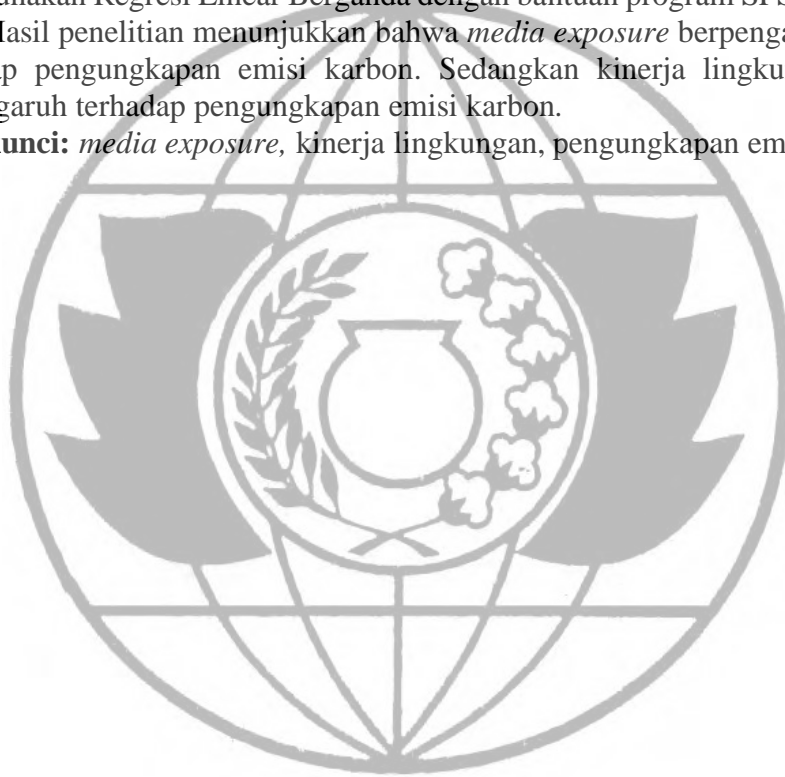 unakan Regresi Linear Berganda dengan bantuan program SPS
Hasil penelitian menunjukkan bahwa media exposure berpenga
ap pengungkapan emisi karbon. Sedangkan kinerja lingku
garuh terhadap pengungkapan emisi karbon.
unci: media exposure, kinerja lingkungan, pengungkapan em